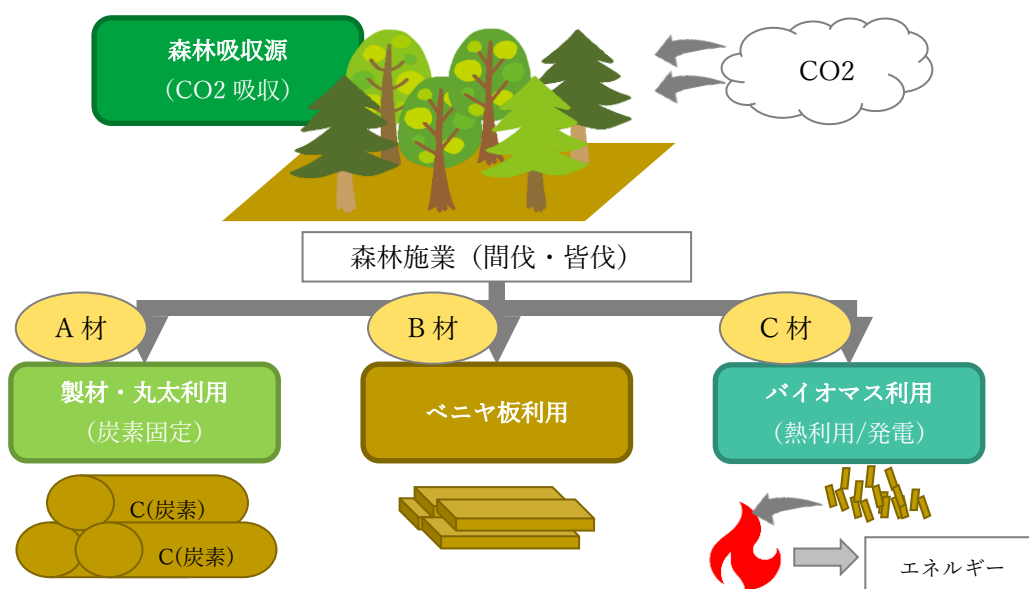 森林吸収源
（CO2 吸収）
CO2
森林施業（間伐・皆伐）
A 材
B 材
C 材
製材・丸太利用
（炭素固定）
ベニヤ板利用
バイオマス利用
（熱利用/発電）
C(炭素)
C(炭素)
エネルギー